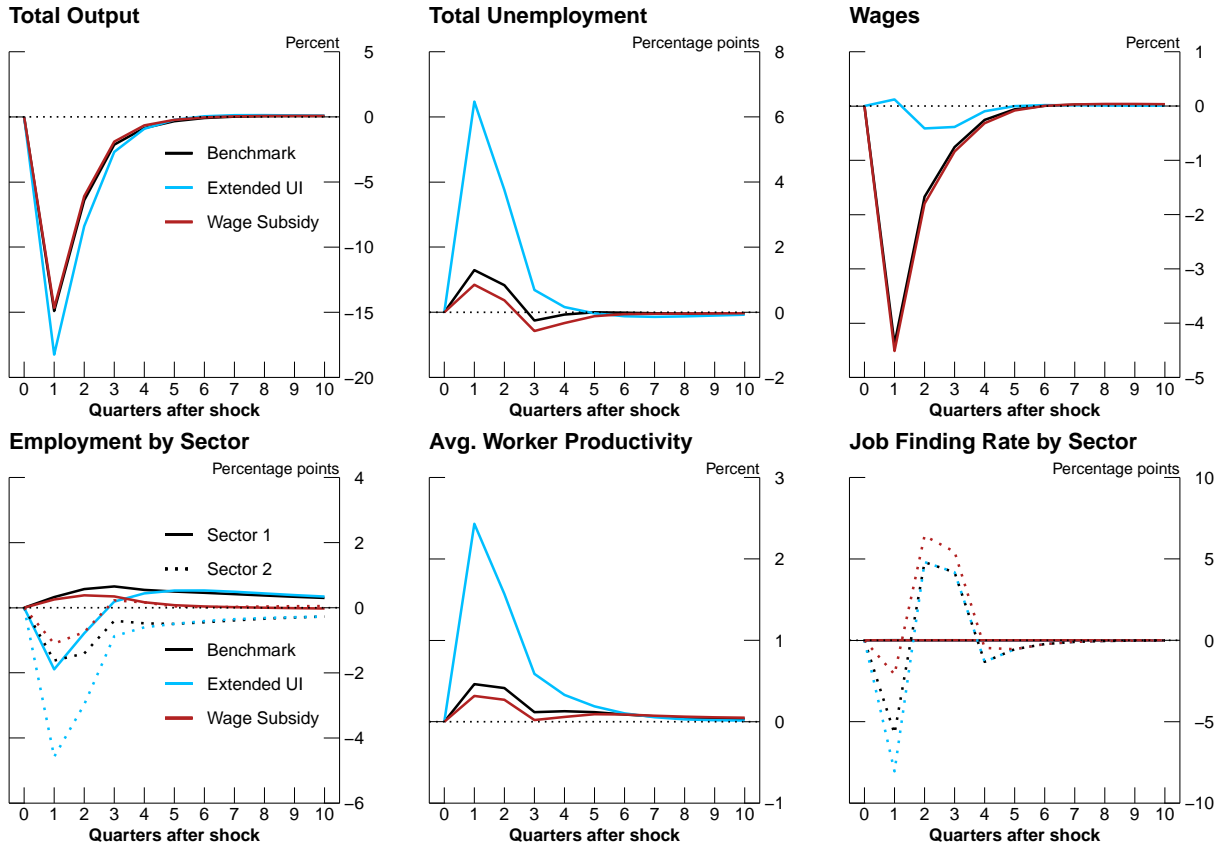 Total Output
Percent
5
0
−5
−10
−15
−20
Benchmark
Extended UI
Wage Subsidy
0 1 2 3 4 5 6 7 8 9 10
Quarters after shock
Total Unemployment
Percentage points
8
6
4
2
0
−2
0 1 2 3 4 5 6 7 8 9 10
Quarters after shock
Wages
Percent
1
0
−1
−2
−3
−4
−5
0 1 2 3 4 5 6 7 8 9 10
Quarters after shock
Employment by Sector
Percentage points
4
2
0
−2
−4
−6
Sector 1
Sector 2
Benchmark
Extended UI
Wage Subsidy
0 1 2 3 4 5 6 7 8 9 10
Quarters after shock
Avg. Worker Productivity
Percent
3
2
1
0
−1
0 1 2 3 4 5 6 7 8 9 10
Quarters after shock
Job Finding Rate by Sector
Percentage points
10
5
0
−5
−10
0 1 2 3 4 5 6 7 8 9 10
Quarters after shock